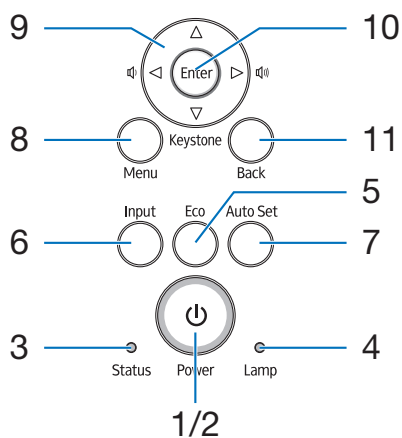 9 10
Enter
8 Keystone 11
Menu Back
5
Input Eco Auto Set
6 7
3 4
Status Power Lamp
1/2